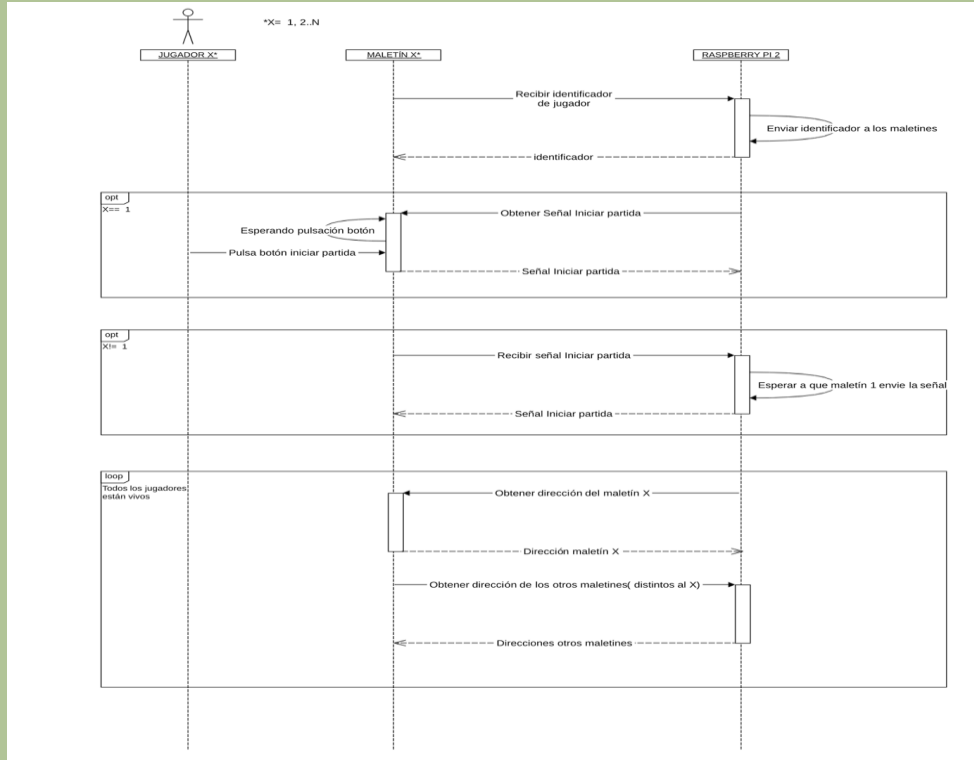 *X= 1, 2..N
JUGADOR X*
MALETÍN X*
RASPBERRY PI 2
Recibir identificador
de jugador
Enviar identificador a los maletines
identificador
opt
X== 1
Obtener Señal Iniciar partida
Esperando pulsación botón
Pulsa botón iniciar partida
Señal Iniciar partida
opt
X!= 1
Recibir señal Iniciar partida
Esperar a que maletín 1 envie la señal
Señal Iniciar partida
loop
Todos los jugadores
están vivos
Obtener dirección del maletín X
Dirección maletín X
Obtener dirección de los otros maletines( distintos al X)
Direcciones otros maletines